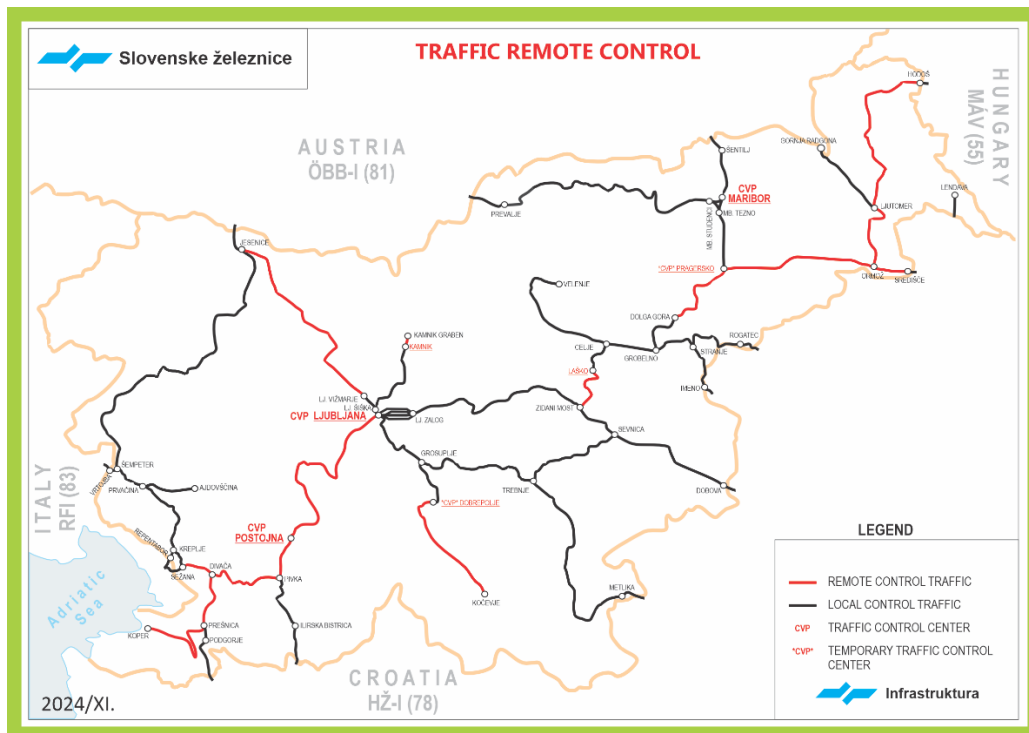 Slovenske železnice
TRAFFIC REMOTE CONTROL
HUNGARY
MÁV (55)
AUSTRIA
ÖBB-I (81)
HODOŠ
GORNJA RADGONA
LENDAVA
ŠENTILJ
CVP
MARIBOR
PREVALJE
MB. STUDENCI
MB. TEZNO
LJUTOMER
JESENICE
"CVP" PRAGERSKO
ORMOŽ
SREDIŠČE
VELENJE
DOLGA GORA
KAMNIK GRABEN
KAMNIK
CELJE
GROBELNO
STRANJE
ROGATEC
LAŠKO
IMENO
LJ. VIŽMARJE
LJ. ŠIŠKA
CVP LJUBLJANA
LJ. ZALOG
ZIDANI MOST
SEVNICA
GROSUPLJE
TREBNJE
DOBOVA
ITALY
RFI (83)
VRTOJBA
ŠEMPETER
PRVAČINA
AJDOVŠČINA
"CVP" DOBREPOLJE
CVP
POSTOJNA
REPENTABOR
KREPLJE
SEŽANA
DIVAČA
PIVKA
KOČEVJE
METLIKA
Adriatic
Sea
KOPER
PREŠNICA
PODGORJE
ILIRSKA BISTRICA
CROATIA
HŽ-I (78)
2024/XI.
LEGEND
REMOTE CONTROL TRAFFIC
LOCAL CONTROL TRAFFIC
CVP TRAFFIC CONTROL CENTER
"CVP" TEMPORARY TRAFFIC CONTROL
CENTER
Infrastruktura